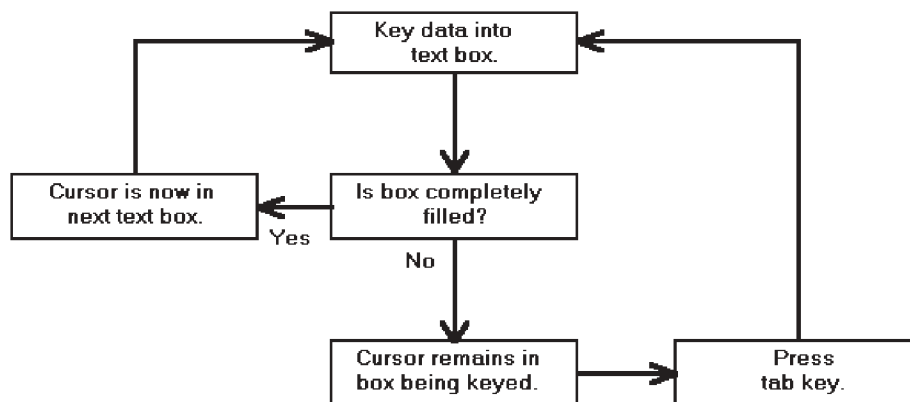 Key data into
text box.
Cursor is now in
next text box.
Is box completely
filled?
Yes
No
Cursor remains in
box being keyed.
Press
tab key.